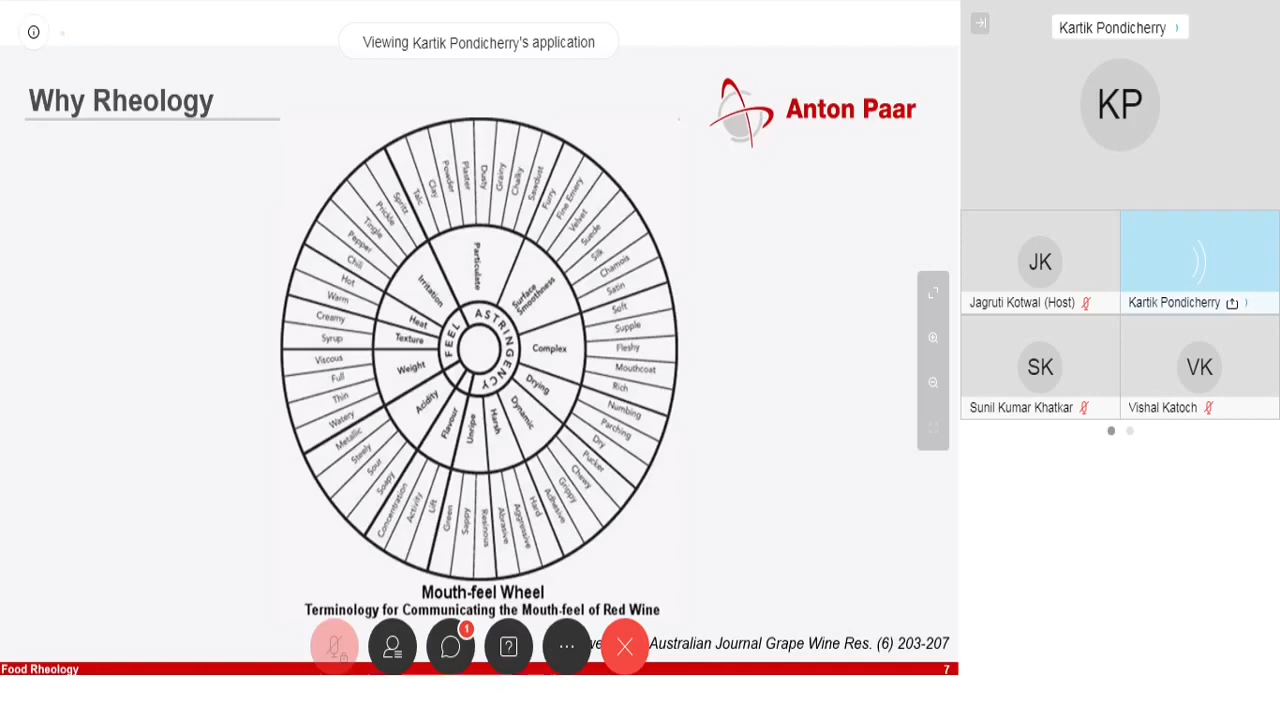 Viewing Kartik Pondicherry's application
Why Rheology
Anton Paar
Talc
Clay
Powder
Plaster
Dusty
Grainy
Chalky
Sawdust
Furry
Fine Emery
Velvet
Suede
Silk
Chamois
Satin
Soft
Supple
Fleshy
Mouthcoat
Rich
Numbing
Parching
Dry
Pucker
Chewy
Grippy
Adhesive
Hard
Aggressive
Abrasive
Resinous
Sappy
Green
Lift
Activity
Concentration
Soapy
Sour
Steely
Metallic
Watery
Thin
Full
Viscous
Syrup
Creamy
Warm
Hot
Chili
Pepper
Tingle
Prickle
Spritz
Particulate
Surface
Smoothness
Complex
Drying
Dynamic
Harsh
Unripe
Flavour
Acidity
Weight
Texture
Heat
Irritation
FEEL
ASTRINGENCY
Mouth-feel Wheel
Terminology for Communicating the Mouth-feel of Red Wine
Australian Journal Grape Wine Res. (6) 203-207
1
Food Rheology
7
Kartik Pondicherry
KP
JK
Jagruti Kotwal (Host)
Kartik Pondicherry
SK
Sunil Kumar Khatkar
VK
Vishal Katoch